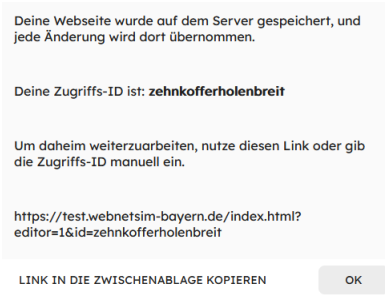 Deine Webseite wurde auf dem Server gespeichert, und
jede Änderung wird dort übernommen.
Deine Zugriffs-ID ist: zehnkofferholenbreit
Um daheim weiterzuarbeiten, nutze diesen Link oder gib
die Zugriffs-ID manuell ein.
https://test.webnetsim-bayern.de/index.html?
editor=1&id=zehnkofferholenbreit
LINK IN DIE ZWISCHENABLAGE KOPIEREN
OK